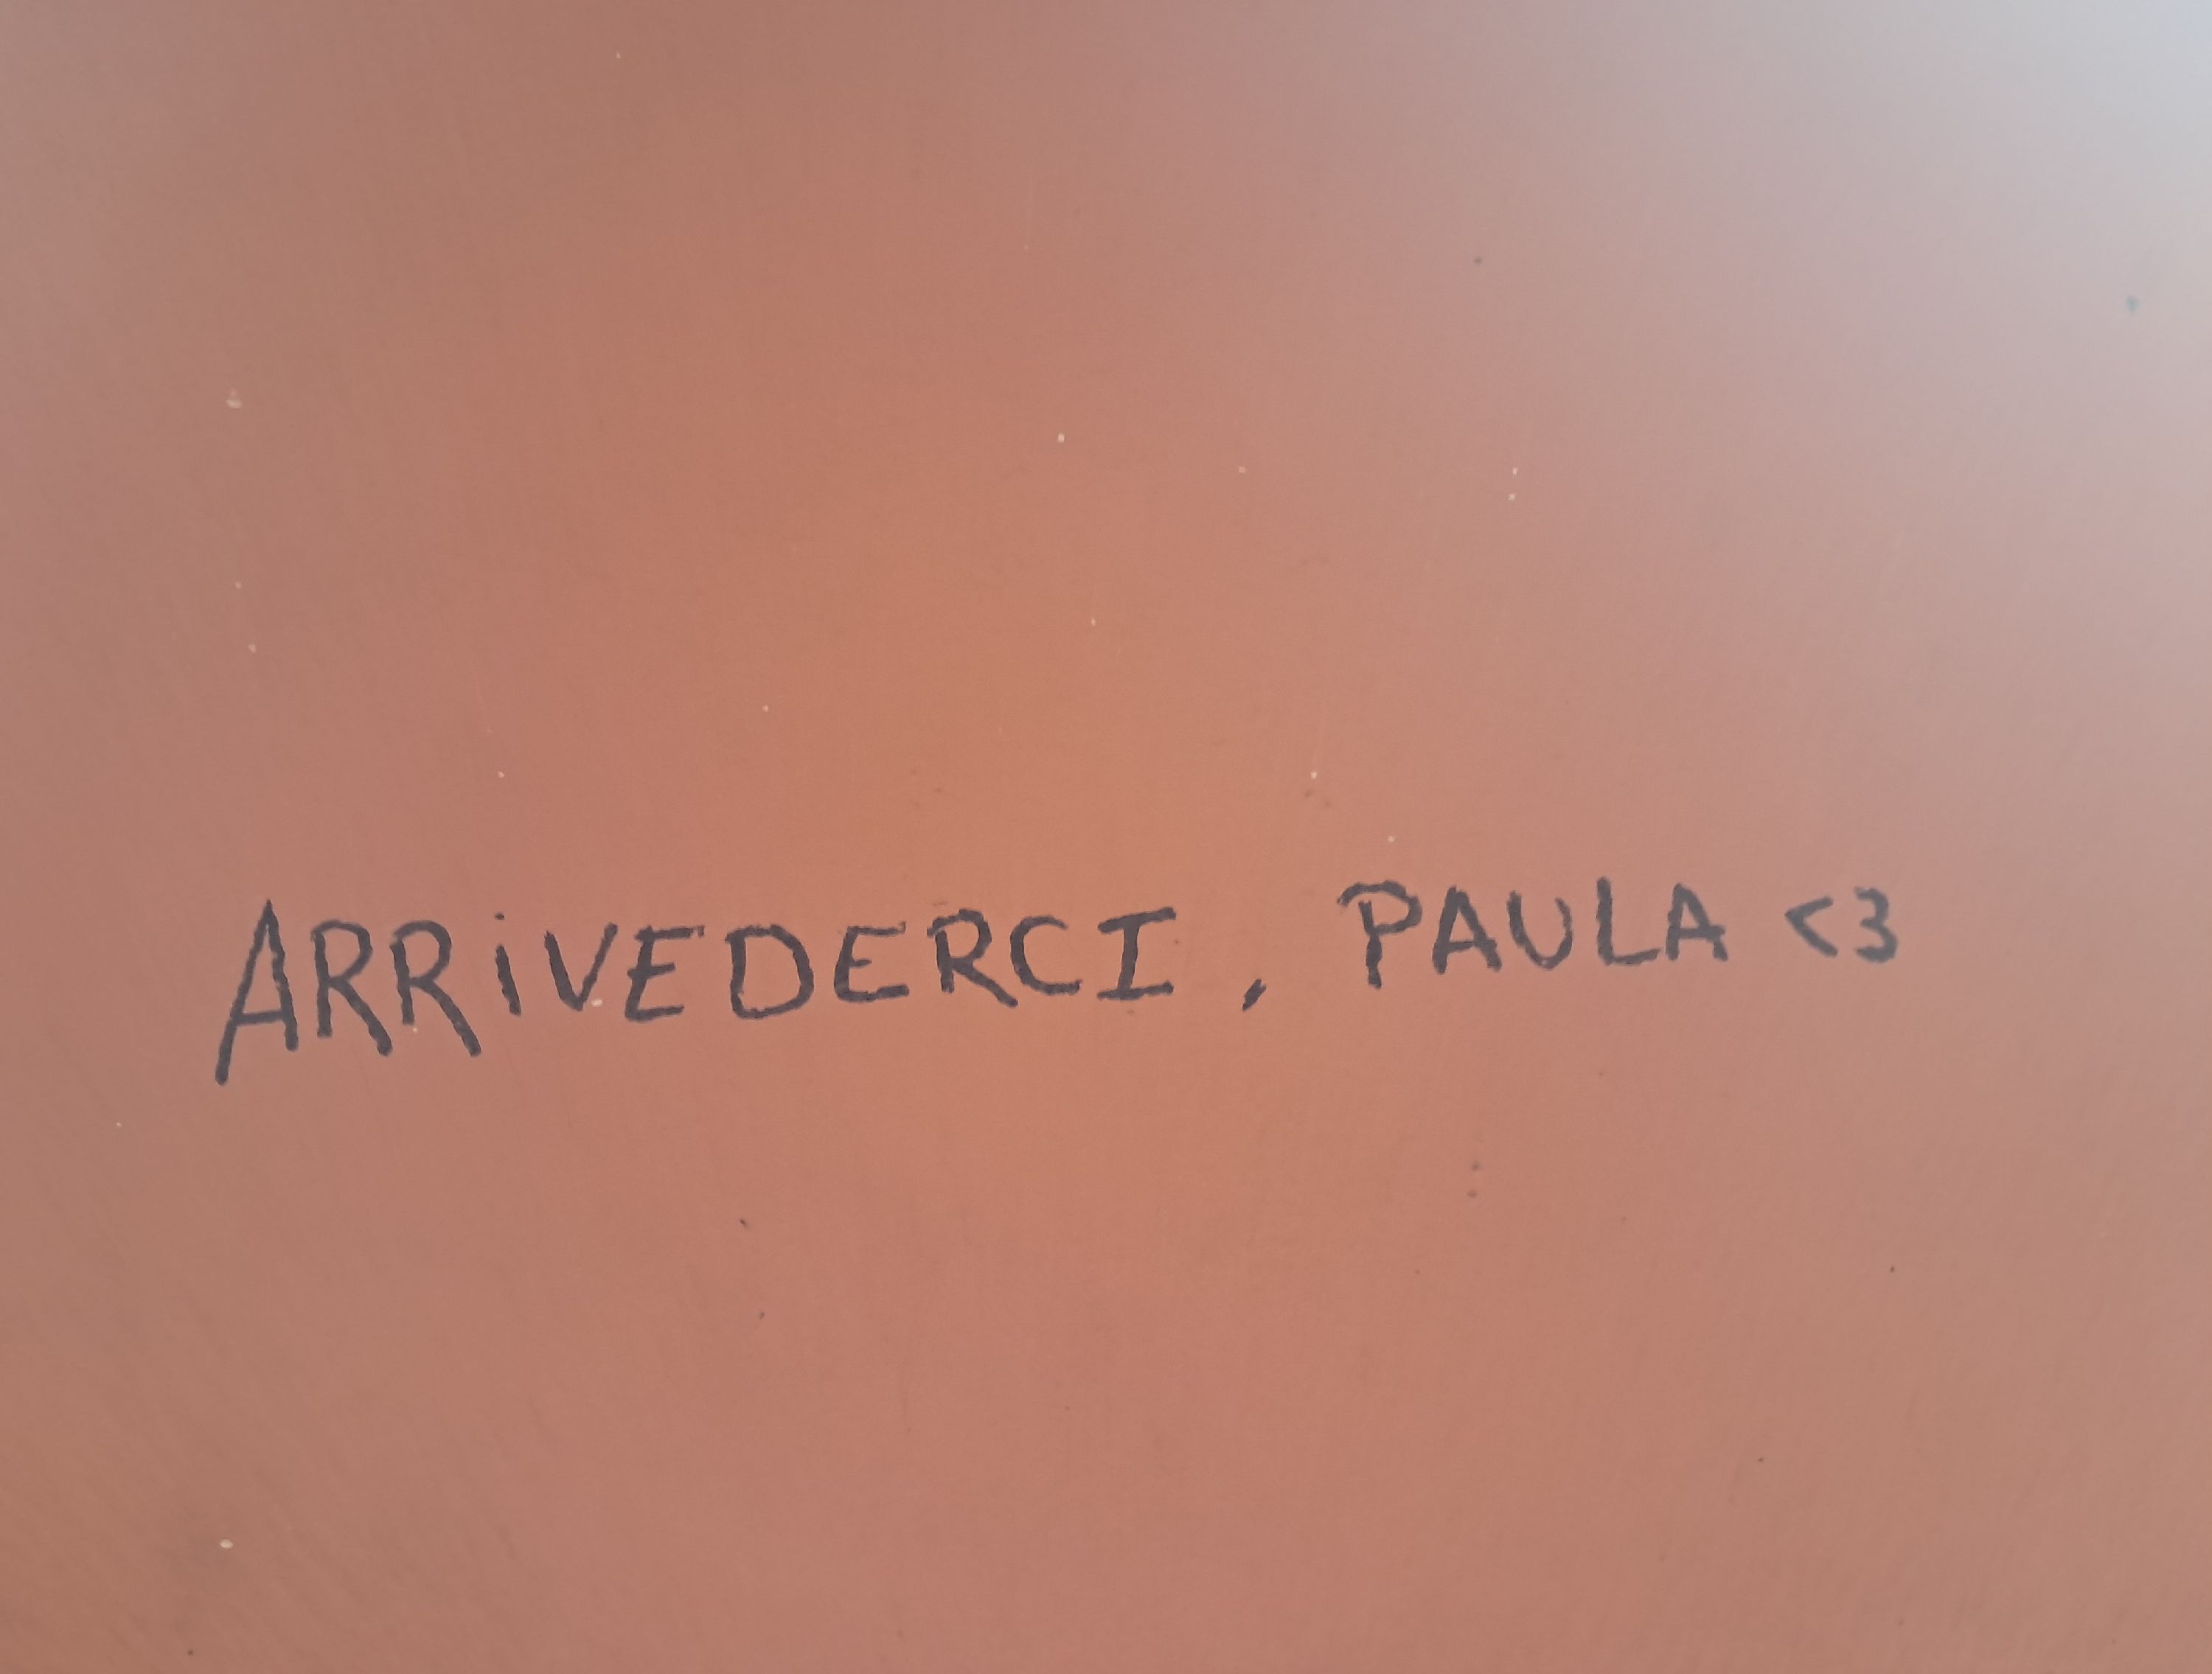 ARRiVEDERCI, PAULA <3